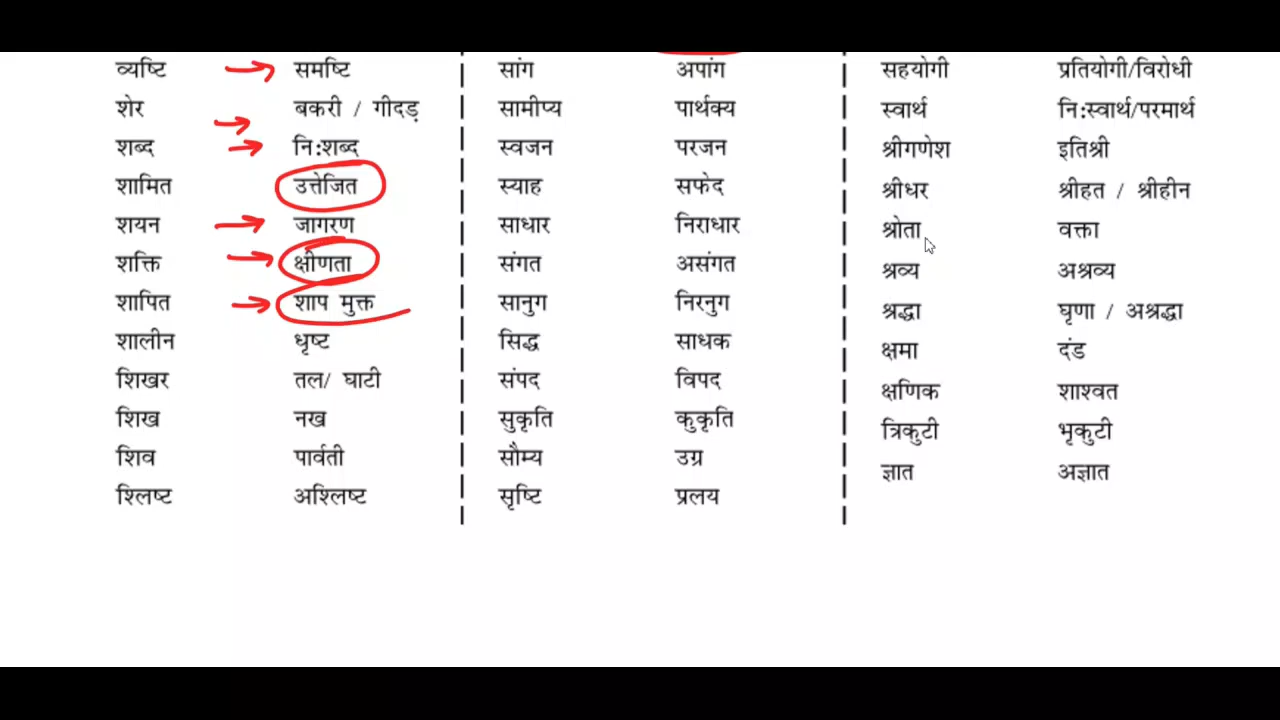 व्यष्टि समष्टि
शेर बकरी / गीदड़
शब्द नि:शब्द
शामित उत्तेजित
शयन जागरण
शक्ति क्षीणता
शापित शाप मुक्त
शालीन धृष्ट
शिखर तल/ घाटी
शिख नख
शिव पार्वती
श्लिष्ट अश्लिष्ट
सांग अपांग
सामीप्य पार्थक्य
स्वजन परजन
स्याह सफेद
साधार निराधार
संगत असंगत
सानुग निरनुग
सिद्ध साधक
संपद विपद
सुकृति कुकृति
सौम्य उग्र
सृष्टि प्रलय
सहयोगी प्रतियोगी/विरोधी
स्वार्थ नि:स्वार्थ/परमार्थ
श्रीगणेश इतिश्री
श्रीधर श्रीहत / श्रीहीन
श्रोता वक्ता
श्रव्य अश्रव्य
श्रद्धा घृणा / अश्रद्धा
क्षमा दंड
क्षणिक शाश्वत
त्रिकुटी भृकुटी
ज्ञात अज्ञात